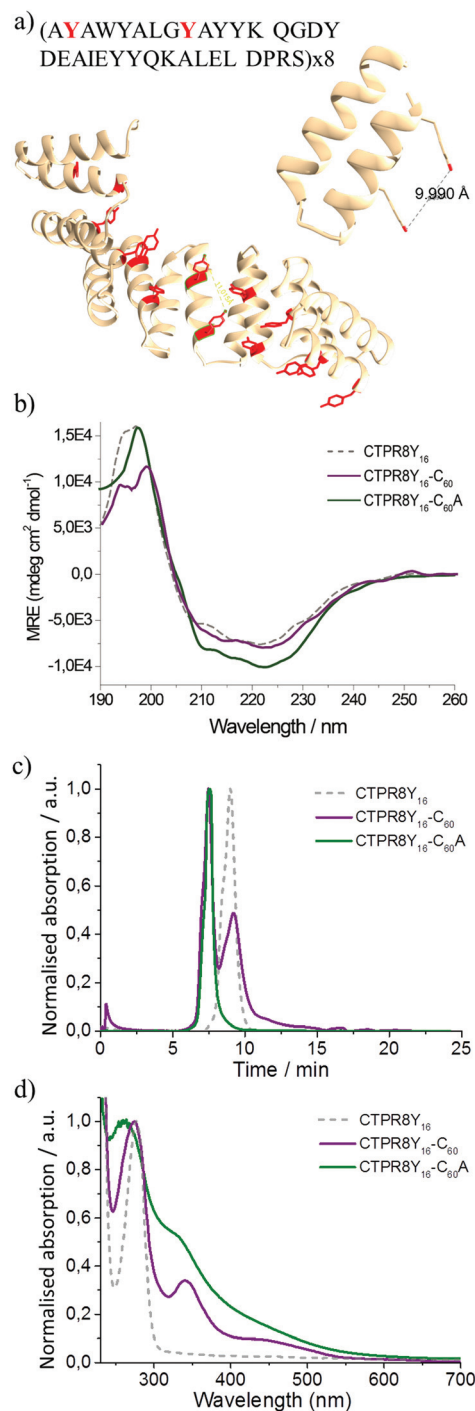 a)
(AYAWYALGYAYYK QGDY
DEAIEYYQKALEL DPRS)x8
9.990 Å
b)
1,5E4
1,0E4
5,0E3
0,0
-5,0E3
-1,0E4
MRE (mdeg cm² dmol⁻¹)
CTPR8Y₁₆
CTPR8Y₁₆-C₆₀
CTPR8Y₁₆-C₆₀A
190 200 210 220 230 240 250 260
Wavelength / nm
c)
1,0
0,8
0,6
0,4
0,2
0,0
Normalised absorption / a.u.
CTPR8Y₁₆
CTPR8Y₁₆-C₆₀
CTPR8Y₁₆-C₆₀A
0 5 10 15 20 25
Time / min
d)
1,0
0,8
0,6
0,4
0,2
0,0
Normalised absorption / a.u.
CTPR8Y₁₆
CTPR8Y₁₆-C₆₀
CTPR8Y₁₆-C₆₀A
300 400 500 600 700
Wavelength (nm)